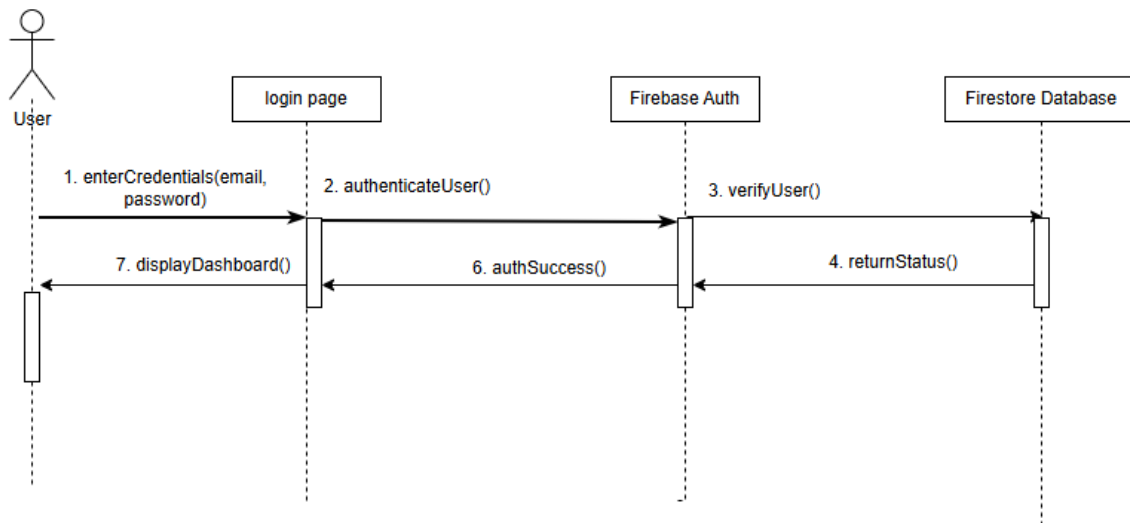 User
login page
Firebase Auth
Firestore Database
1. enterCredentials(email,
password)
2. authenticateUser()
3. verifyUser()
7. displayDashboard()
6. authSuccess()
4. returnStatus()